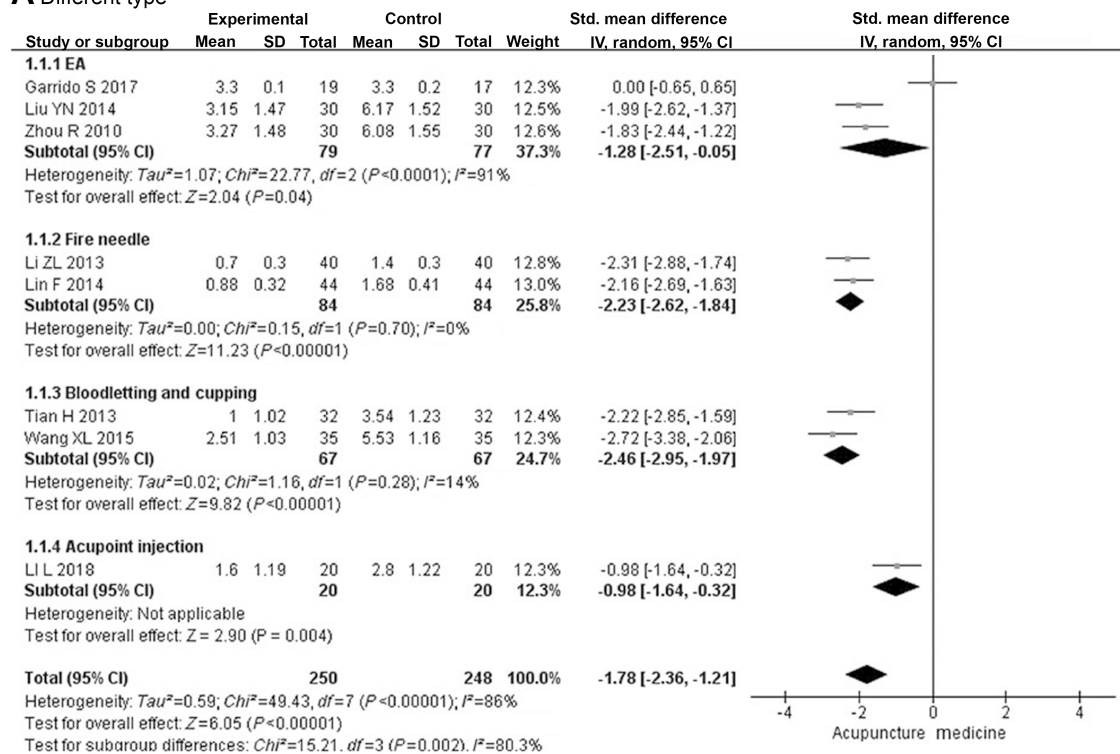 A Different type
Experimental Control Std. mean difference Std. mean difference
Study or subgroup Mean SD Total Mean SD Total Weight IV, random, 95% CI IV, random, 95% CI
1.1.1 EA
Garrido S 2017 3.3 0.1 19 3.3 0.2 17 12.3% 0.00 [-0.65, 0.65]
Liu YN 2014 3.15 1.47 30 6.17 1.52 30 12.5% -1.99 [-2.62, -1.37]
Zhou R 2010 3.27 1.48 30 6.08 1.55 30 12.6% -1.83 [-2.44, -1.22]
Subtotal (95% CI) 79 77 37.3% -1.28 [-2.51, -0.05]
Heterogeneity: Tau²=1.07; Chi²=22.77, df=2 (P<0.0001); I²=91%
Test for overall effect: Z=2.04 (P=0.04)
1.1.2 Fire needle
Li ZL 2013 0.7 0.3 40 1.4 0.3 40 12.8% -2.31 [-2.88, -1.74]
Lin F 2014 0.88 0.32 44 1.68 0.41 44 13.0% -2.16 [-2.69, -1.63]
Subtotal (95% CI) 84 84 25.8% -2.23 [-2.62, -1.84]
Heterogeneity: Tau²=0.00; Chi²=0.15, df=1 (P=0.70); I²=0%
Test for overall effect: Z=11.23 (P<0.00001)
1.1.3 Bloodletting and cupping
Tian H 2013 1 1.02 32 3.54 1.23 32 12.4% -2.22 [-2.85, -1.59]
Wang XL 2015 2.51 1.03 35 5.53 1.16 35 12.3% -2.72 [-3.38, -2.06]
Subtotal (95% CI) 67 67 24.7% -2.46 [-2.95, -1.97]
Heterogeneity: Tau²=0.02; Chi²=1.16, df=1 (P=0.28); I²=14%
Test for overall effect: Z=9.82 (P<0.00001)
1.1.4 Acupoint injection
LI L 2018 1.6 1.19 20 2.8 1.22 20 12.3% -0.98 [-1.64, -0.32]
Subtotal (95% CI) 20 20 12.3% -0.98 [-1.64, -0.32]
Heterogeneity: Not applicable
Test for overall effect: Z = 2.90 (P = 0.004)
Total (95% CI) 250 248 100.0% -1.78 [-2.36, -1.21]
Heterogeneity: Tau²=0.59; Chi²=49.43, df=7 (P<0.00001); I²=86%
Test for overall effect: Z=6.05 (P<0.00001)
Test for subgroup differences: Chi²=15.21, df=3 (P=0.002), I²=80.3%
-4 -2 0 2 4
Acupuncture medicine